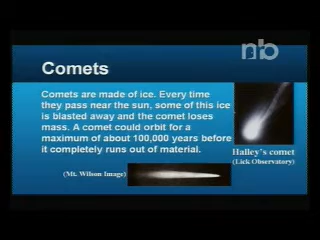 nb
Comets
Comets are made of ice. Every time
they pass near the sun, some of this ice
is blasted away and the comet loses
mass. A comet could orbit for a
maximum of about 100,000 years before
it completely runs out of material.
Halley's comet
(Lick Observatory)
(Mt. Wilson Image)